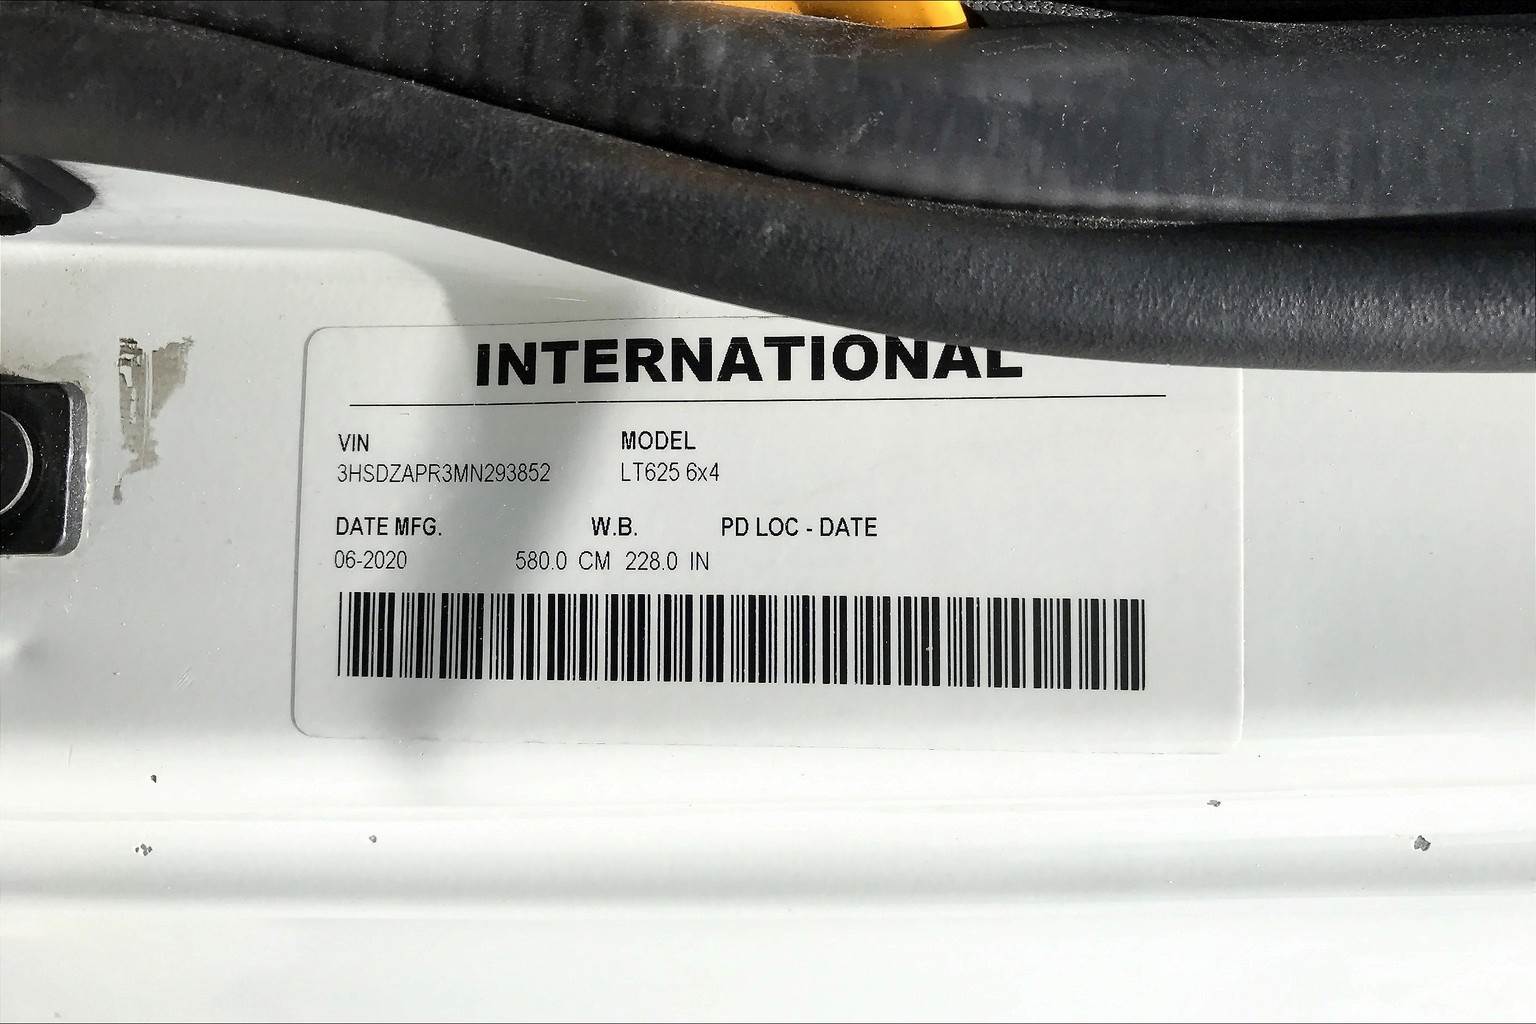 INTERNATIONAL
VIN MODEL
3HSDZAPR3MN293852 LT625 6x4
DATE MFG. W.B. PD LOC - DATE
06-2020 580.0 CM 228.0 IN